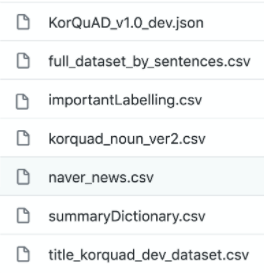 KorQuAD_v1.0_dev.json
full_dataset_by_sentences.csv
importantLabelling.csv
korquad_noun_ver2.csv
naver_news.csv
summaryDictionary.csv
title_korquad_dev_dataset.csv